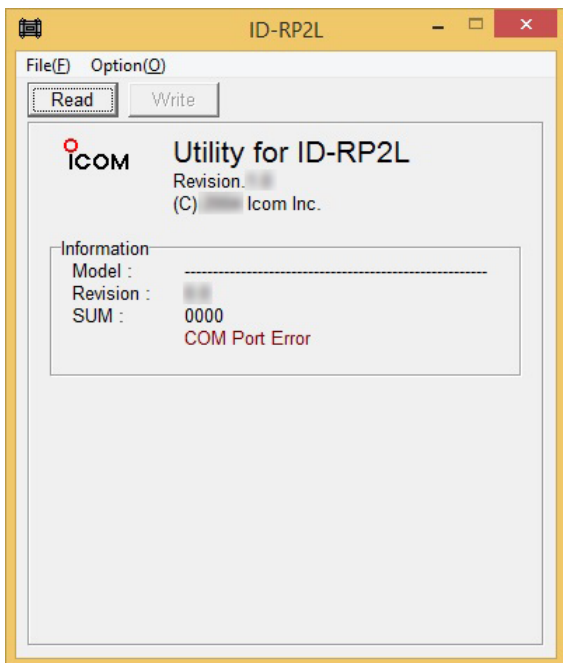 ID-RP2L
File(F) Option(O)
Read Write
ICOM
Utility for ID-RP2L
Revision.
(C) Icom Inc.
Information
Model : ------------------------------------------------------
Revision :
SUM : 0000
COM Port Error